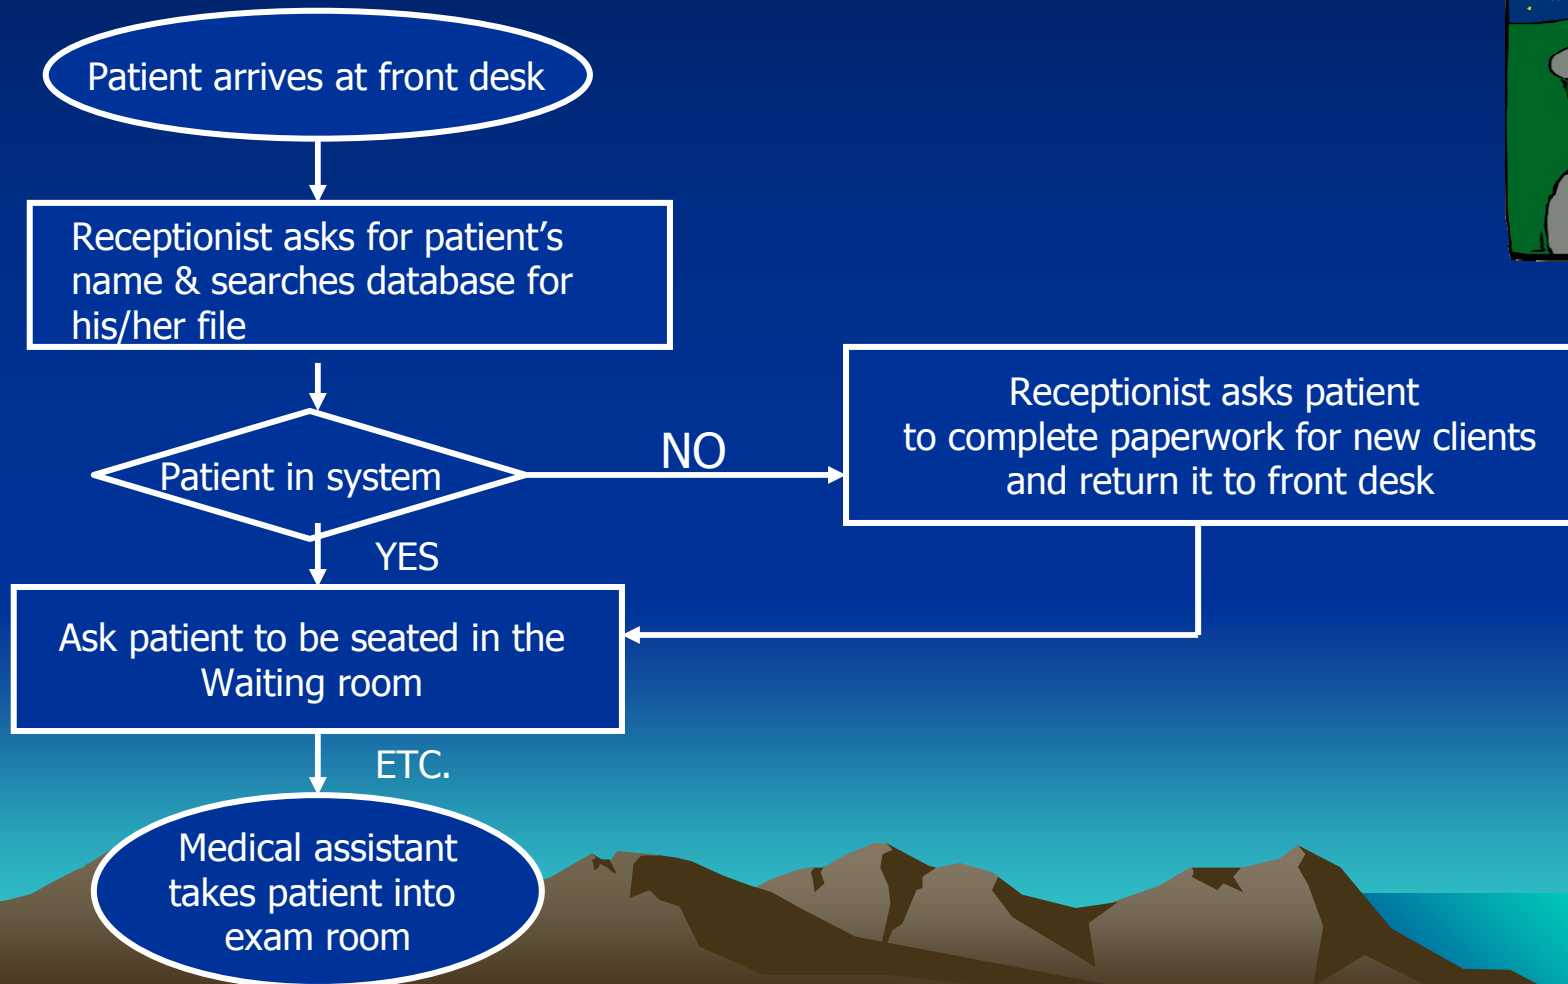 Patient arrives at front desk
Receptionist asks for patient’s
name & searches database for
his/her file
Patient in system
NO
Receptionist asks patient
to complete paperwork for new clients
and return it to front desk
YES
Ask patient to be seated in the
Waiting room
ETC.
Medical assistant
takes patient into
exam room